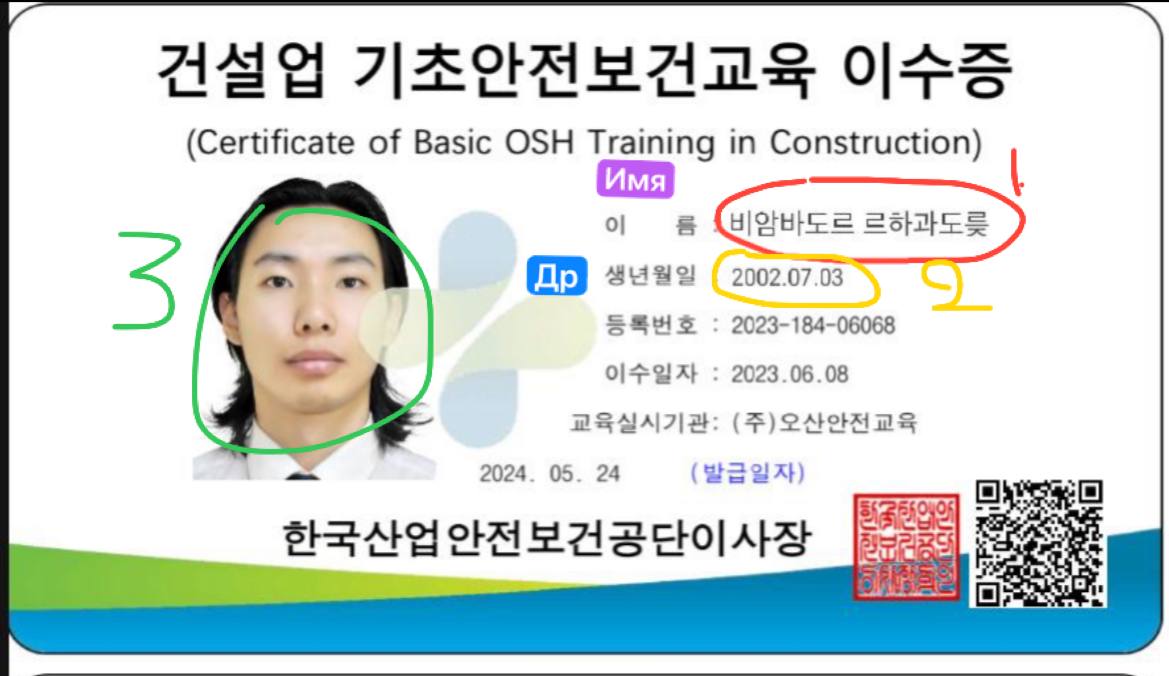 건설업 기초안전보건교육 이수증
(Certificate of Basic OSH Training in Construction)
Имя
1.
이 름 : 비암바도르 르하과도릊
Др
생년월일 2002.07.03
2
3
등록번호 : 2023-184-06068
이수일자 : 2023.06.08
교육실시기관: (주)오산안전교육
2024. 05. 24 (발급일자)
한국산업안전보건공단이사장